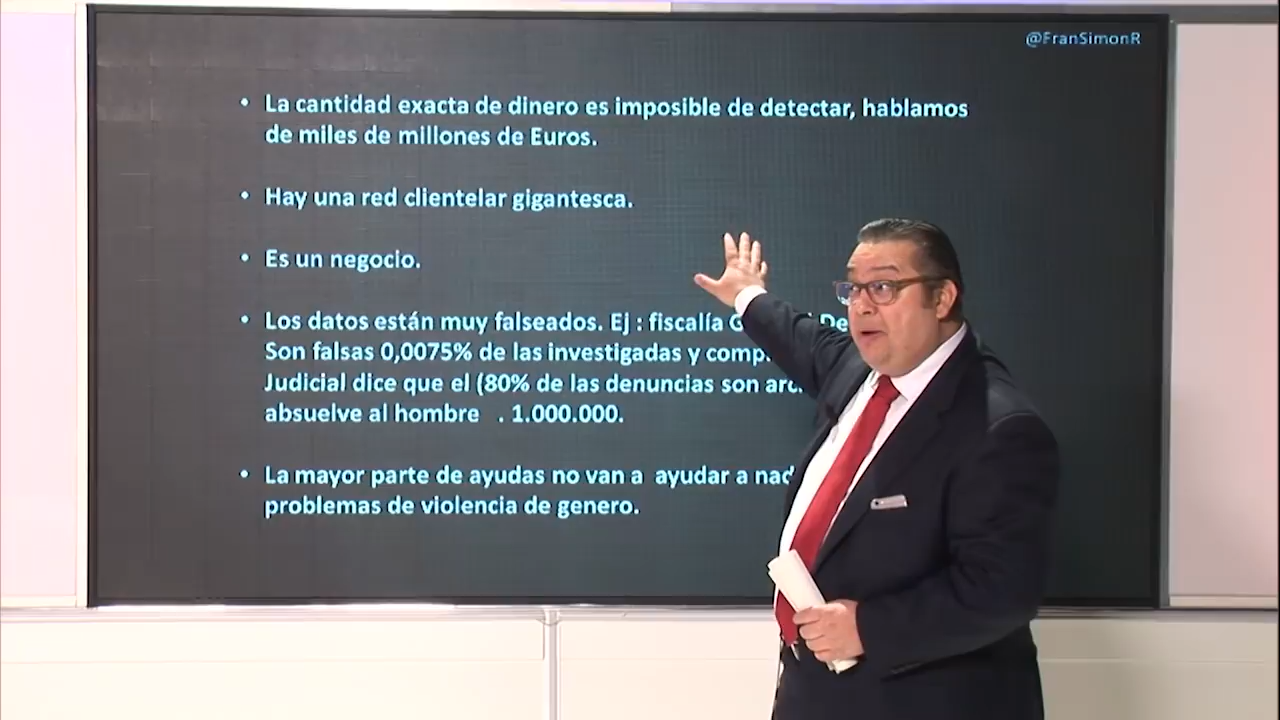 @FranSimonR
• La cantidad exacta de dinero es imposible de detectar, hablamos
de miles de millones de Euros.
• Hay una red clientelar gigantesca.
• Es un negocio.
• Los datos están muy falseados. Ej : fiscalía
Son falsas 0,0075% de las investigadas y
Judicial dice que el (80% de las denuncias son
absuelve al hombre . 1.000.000.
• La mayor parte de ayudas no van a ayudar a
problemas de violencia de genero.